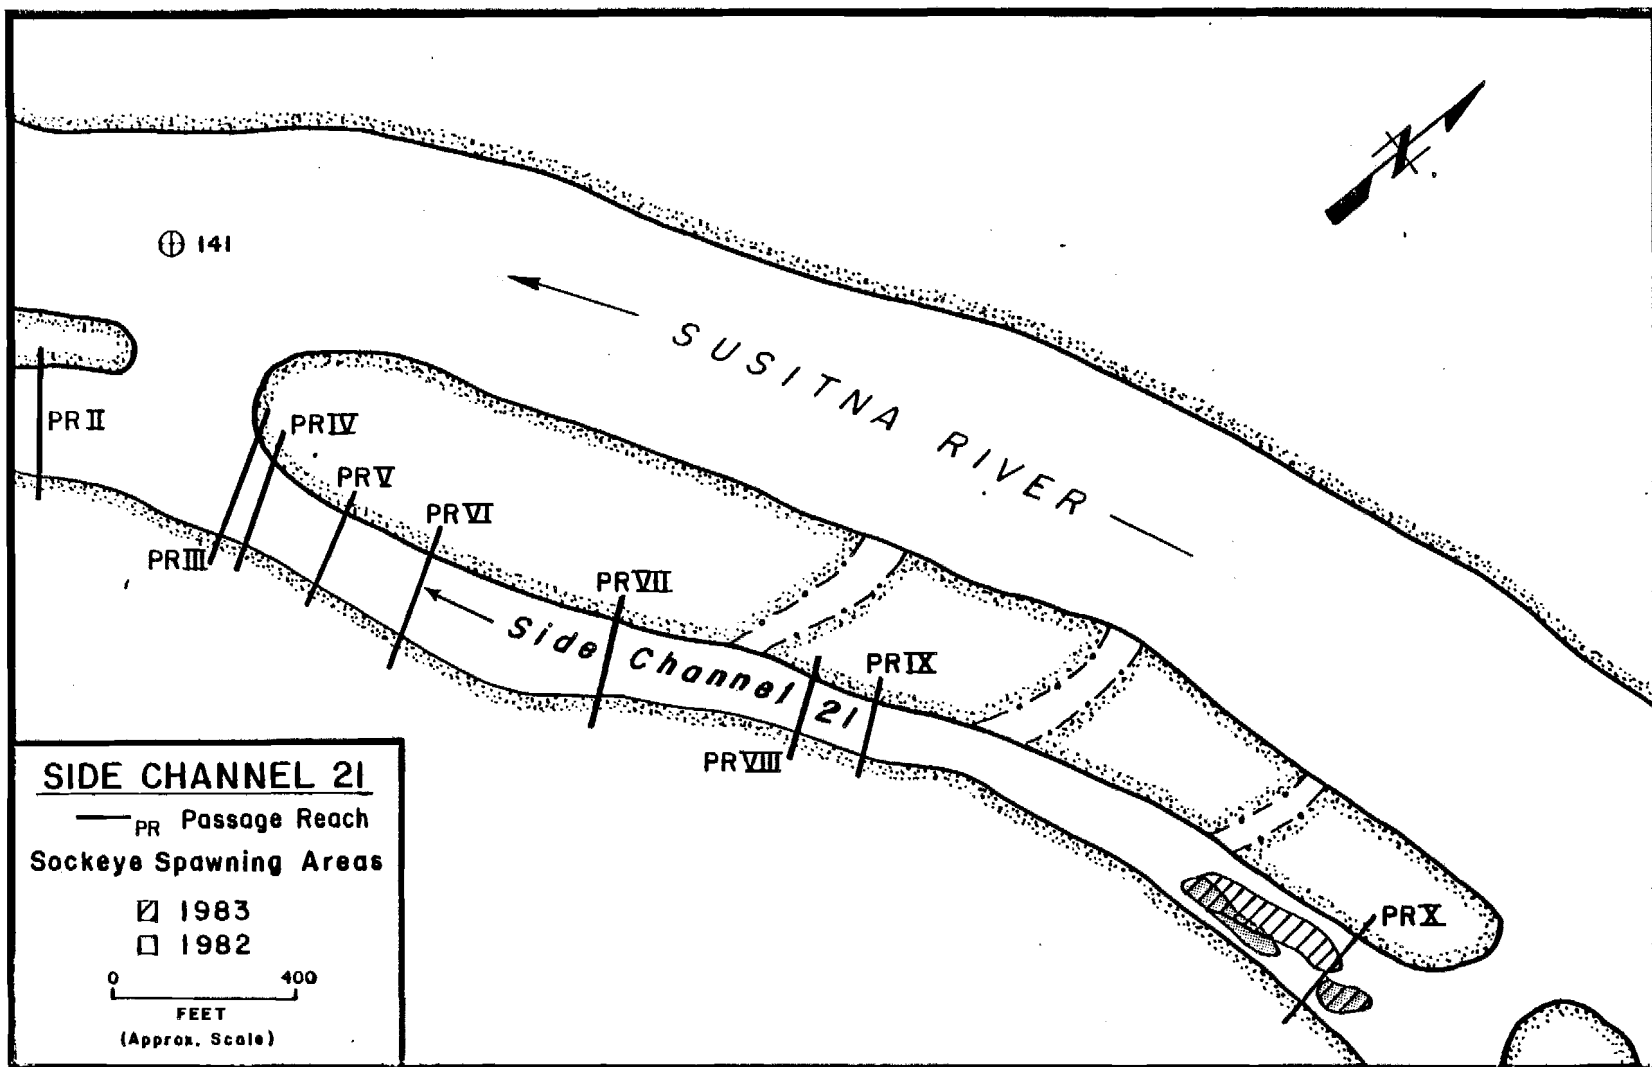 N
141
SUSITNA RIVER
PR II
PR IV
PR V
PR VI
PR III
PR VII
Side Channel 21
PR IX
PR VIII
PR X
SIDE CHANNEL 21
PR Passage Reach
Sockeye Spawning Areas
1983
1982
0 400
FEET
(Approx. Scale)